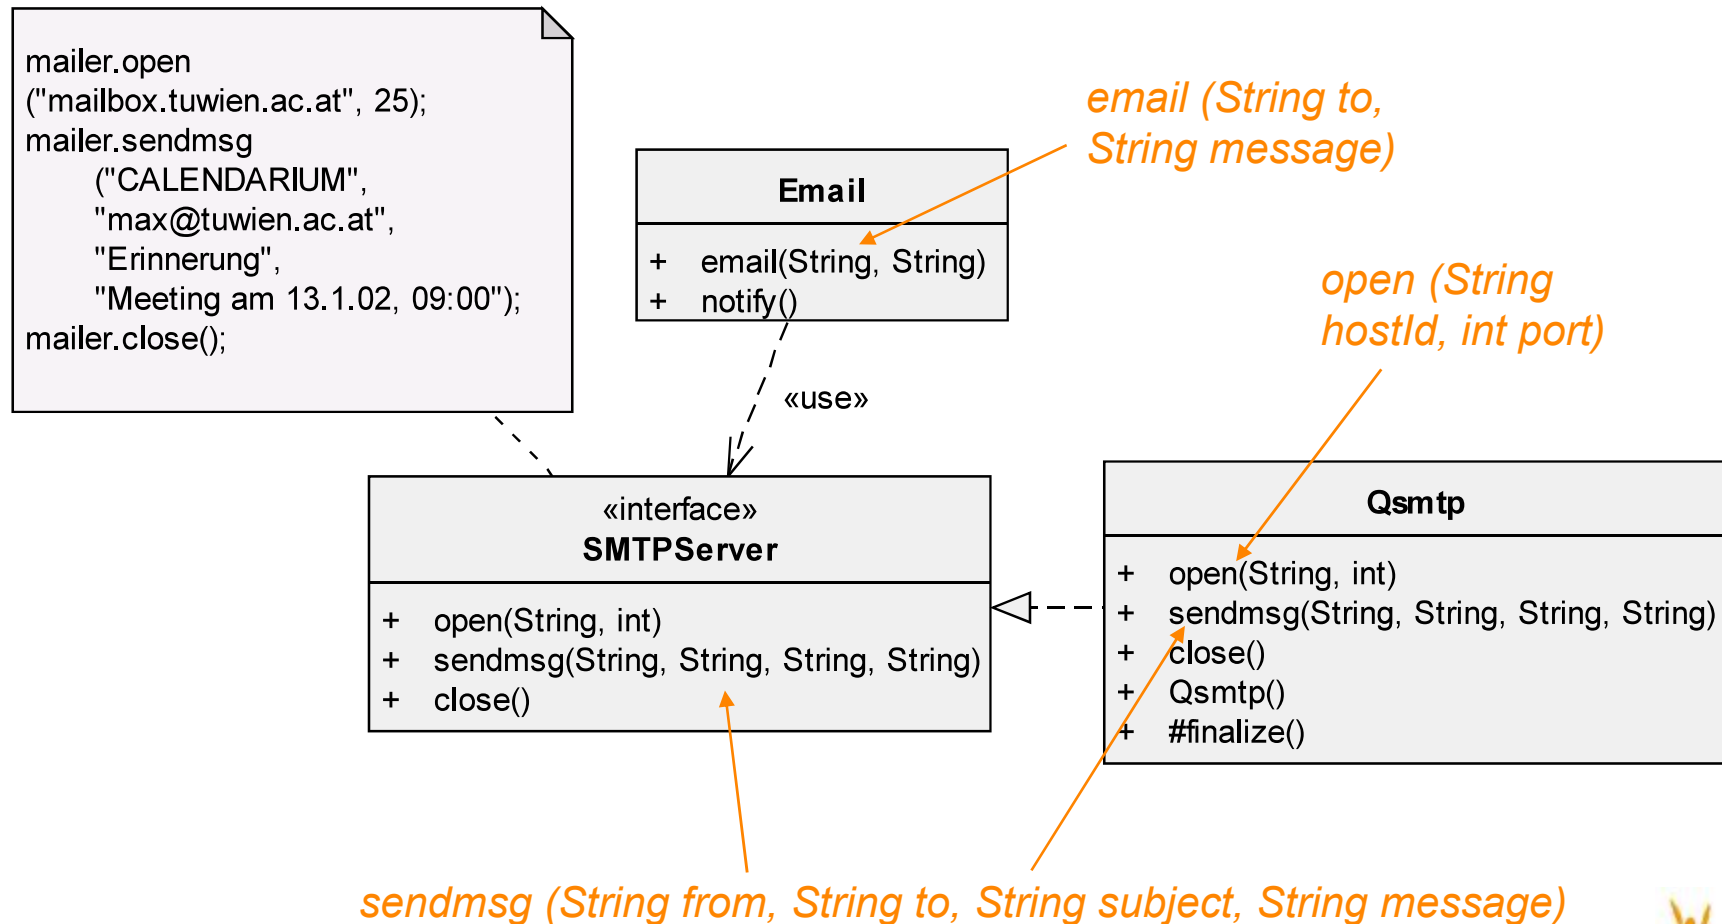 mailer.open
("mailbox.tuwien.ac.at", 25);
mailer.sendmsg
("CALENDARIUM",
"max@tuwien.ac.at",
"Erinnerung",
"Meeting am 13.1.02, 09:00");
mailer.close();
email (String to,
String message)
Email
+ email(String, String)
+ notify()
open (String
hostId, int port)
«use»
«interface»
SMTPServer
+ open(String, int)
+ sendmsg(String, String, String, String)
+ close()
Qsmtp
+ open(String, int)
+ sendmsg(String, String, String, String)
+ close()
+ Qsmtp()
+ #finalize()
sendmsg (String from, String to, String subject, String message)